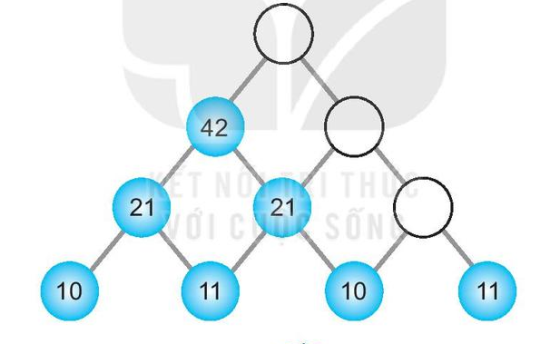 42
21 21
KẾT NỐI TRI THỨC
VỚI CUỘC SỐNG
10 11 10 11